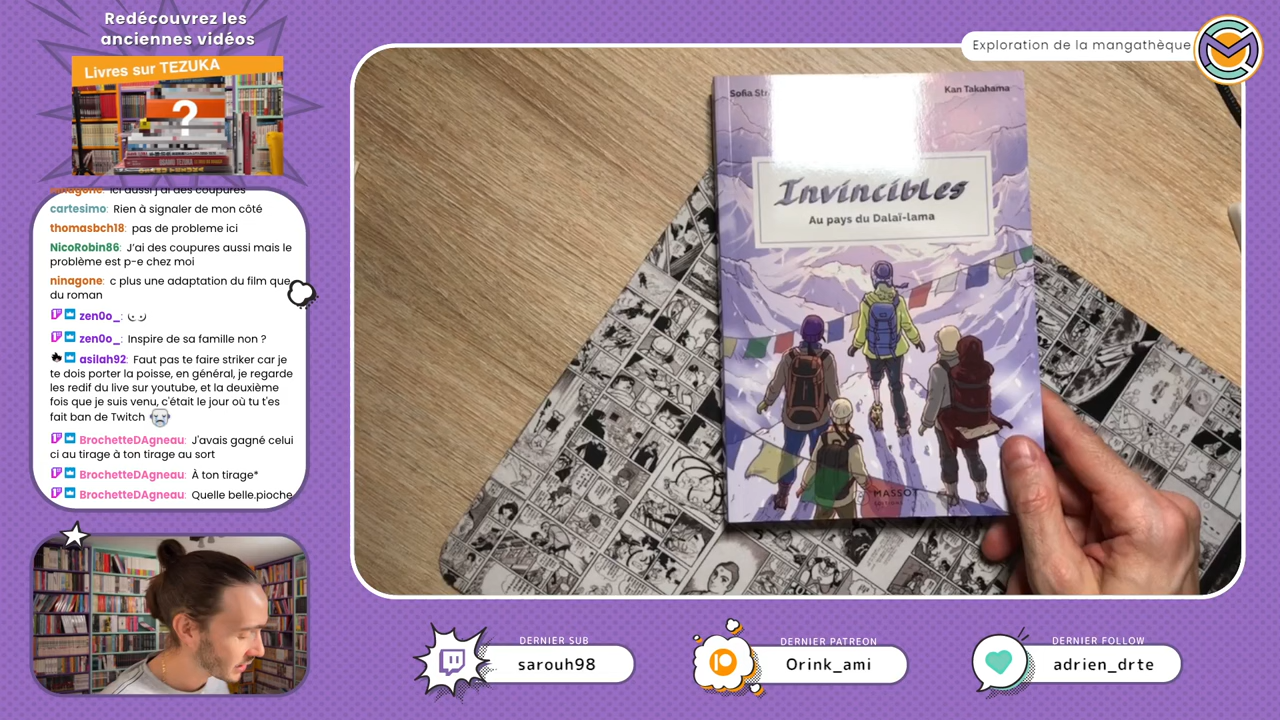 Redécouvrez les
anciennes vidéos
Livres sur TEZUKA
?
OSAMU TEZUKA
ninagone: ici aussi j'ai des coupures
cartesimo: Rien à signaler de mon côté
thomasbch18: pas de probleme ici
NicoRobin86: J'ai des coupures aussi mais le
problème est p-e chez moi
ninagone: c plus une adaptation du film que
du roman
zen0o_:
zen0o_: Inspire de sa famille non ?
asilah92: Faut pas te faire striker car je
te dois porter la poisse, en général, je regarde
les redif du live sur youtube, et la deuxième
fois que je suis venu, c'était le jour où tu t'es
fait ban de Twitch
BrochetteDAgneau: J'avais gagné celui
ci au tirage à ton tirage au sort
BrochetteDAgneau: À ton tirage*
BrochetteDAgneau: Quelle belle pioche
Exploration de la mangathèque
Sofia
Kan Takahama
Invincibles
Au pays du Dalaï-lama
MASSOT
DERNIER SUB
sarouh98
DERNIER PATREON
Orink_ami
DERNIER FOLLOW
adrien_drte